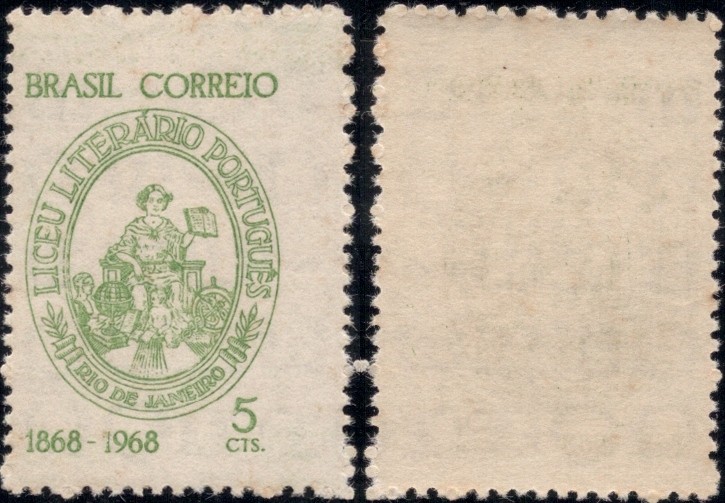 BRASIL CORREIO
LICEU LITERÁRIO PORTUGUÊS
RIO DE JANEIRO
5
CTS.
1868 - 1968